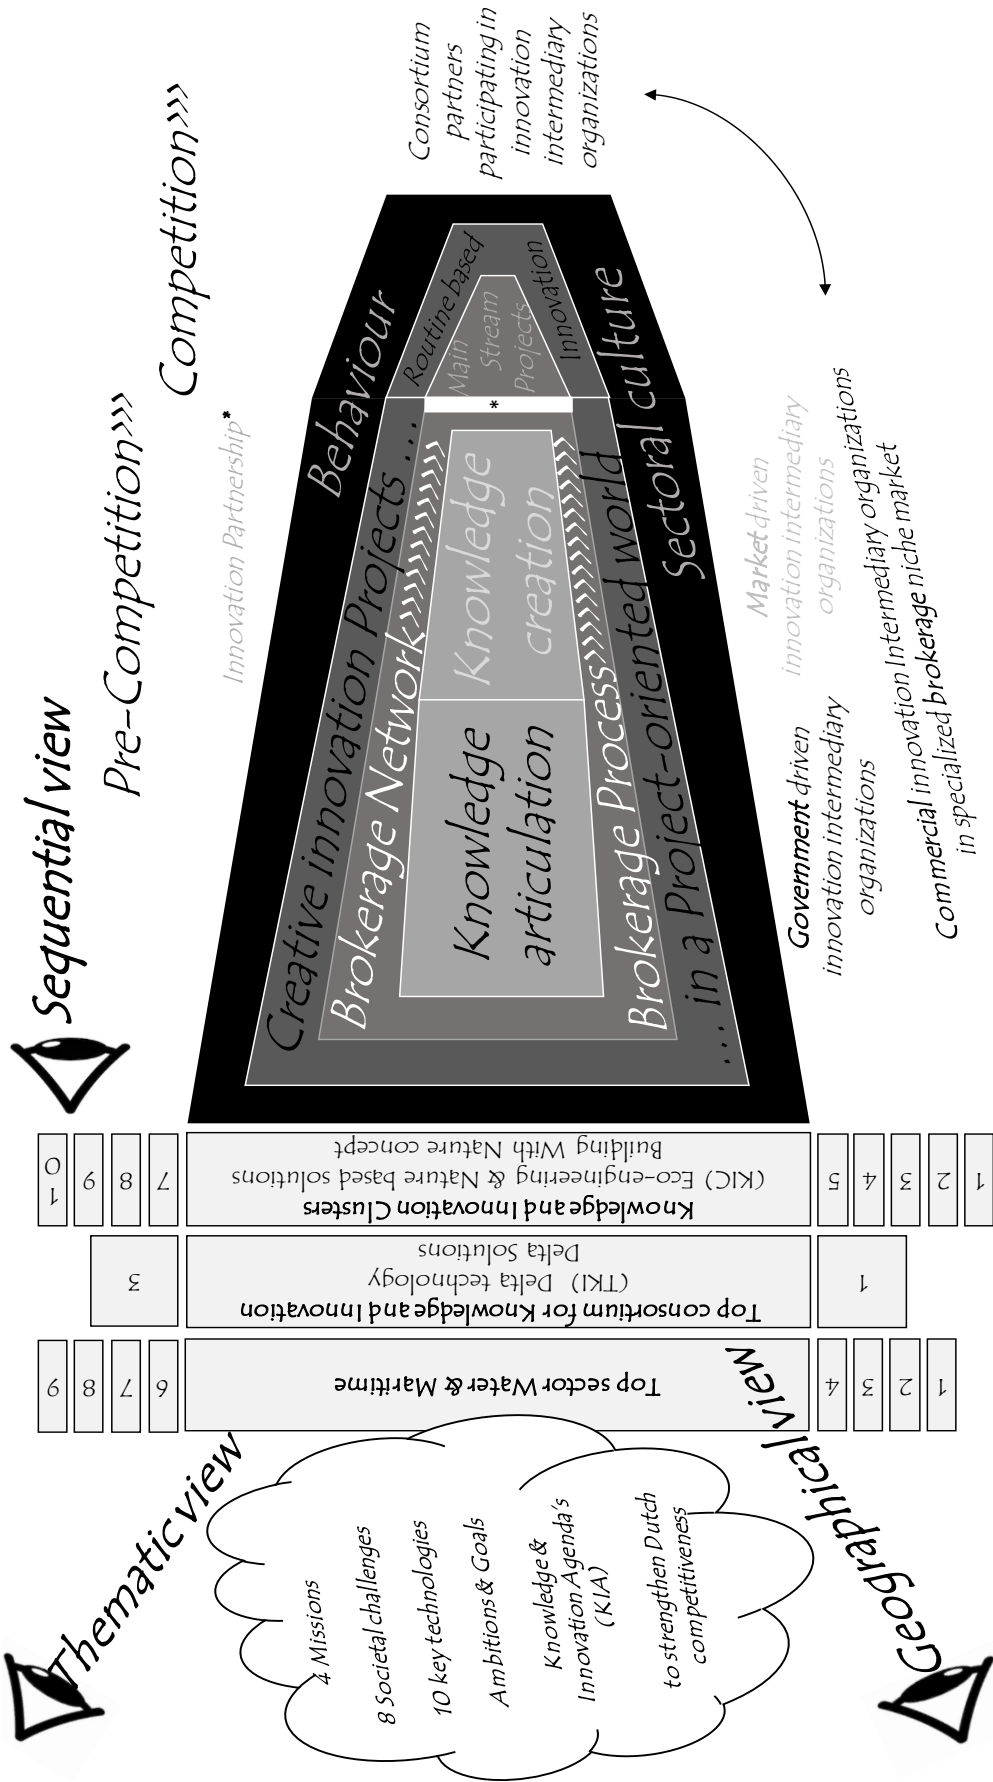 Sequential view
Pre-Competition>>>
Competition>>>
Innovation Partnership*
Thematic view
Geographical view
4 Missions
8 Societal challenges
10 key technologies
Ambitions & Goals
Knowledge &
Innovation Agenda's
(KIA)
to strengthen Dutch
competitiveness
9
8
7
6
Top sector Water & Maritime
4
3
2
1
3
Top consortium for Knowledge and Innovation
(TKI) Delta technology
Delta Solutions
1
10
9
8
7
Knowledge and Innovation Clusters
(KIC) Eco-engineering & Nature based solutions
Building With Nature concept
5
4
3
2
1
Behaviour
Creative innovation Projects ...
Brokerage Network>>>>>>>>>>>>>>>
Knowledge
articulation
Knowledge
creation
Brokerage Process>>>>>>>>>>>>>>>
... in a Project-oriented world
Sectoral culture
*
Routine based
Main
Stream
Projects
Innovation
Consortium
partners
participating in
innovation
intermediary
organizations
Government driven
innovation intermediary
organizations
Market driven
innovation intermediary
organizations
Commercial innovation Intermediary organizations
in specialized brokerage niche market